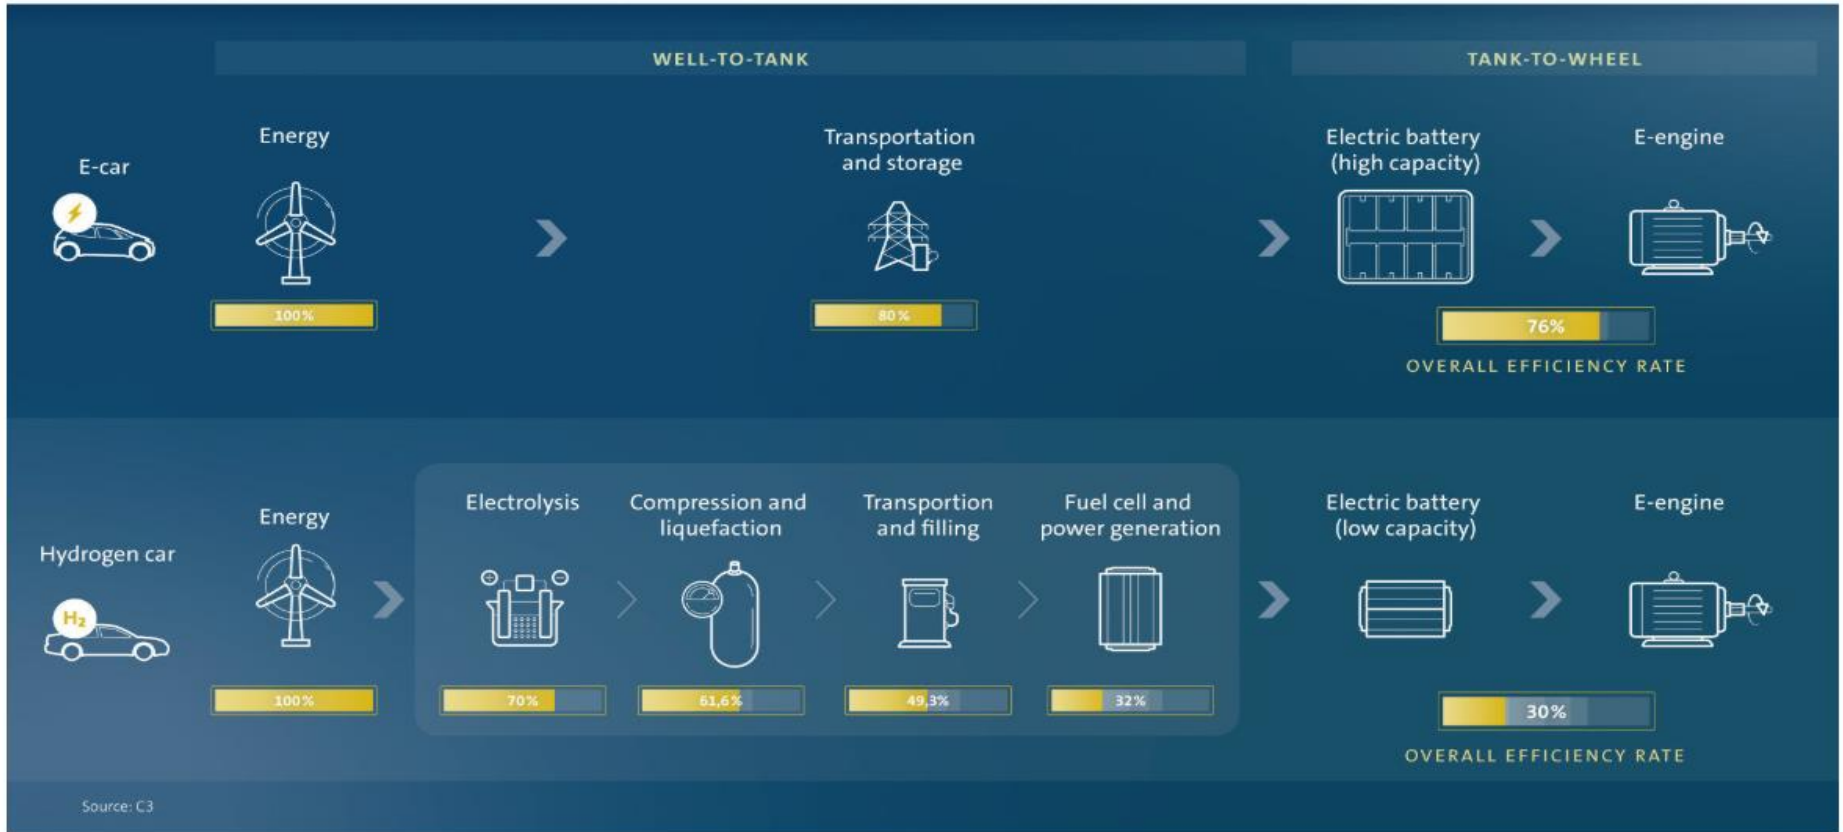 WELL-TO-TANK
TANK-TO-WHEEL
E-car
Energy
Transportation
and storage
Electric battery
(high capacity)
E-engine
100%
80%
76%
OVERALL EFFICIENCY RATE
Hydrogen car
H₂
Energy
Electrolysis
Compression and
liquefaction
Transportion
and filling
Fuel cell and
power generation
Electric battery
(low capacity)
E-engine
100%
70%
61,6%
49,3%
32%
30%
OVERALL EFFICIENCY RATE
Source: C3